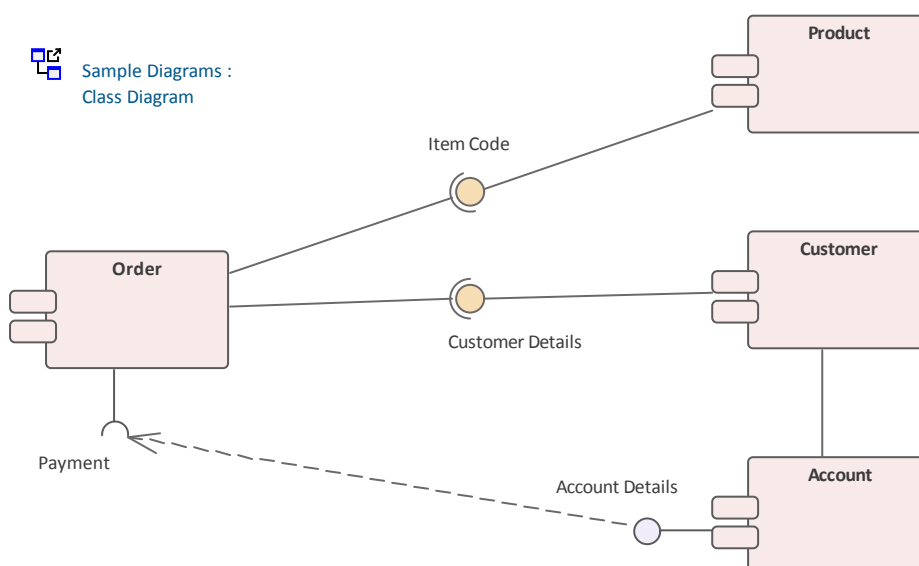 Product
Sample Diagrams :
Class Diagram
Item Code
Customer
Order
Customer Details
Payment
Account
Account Details